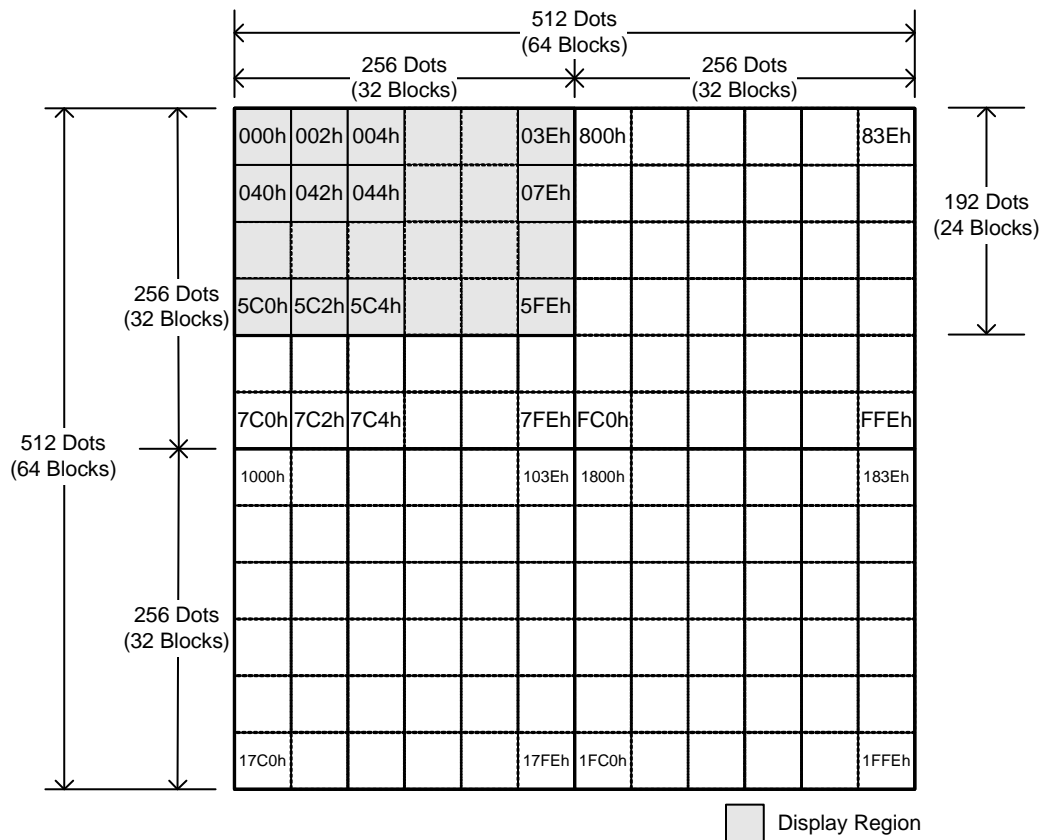 512 Dots
(64 Blocks)
256 Dots
(32 Blocks)
256 Dots
(32 Blocks)
000h 002h 004h 03Eh 800h 83Eh
040h 042h 044h 07Eh
192 Dots
(24 Blocks)
256 Dots
(32 Blocks)
5C0h 5C2h 5C4h 5FEh
7C0h 7C2h 7C4h 7FEh FC0h FFEh
512 Dots
(64 Blocks)
1000h 103Eh 1800h 183Eh
256 Dots
(32 Blocks)
17C0h 17FEh 1FC0h 1FFEh
Display Region